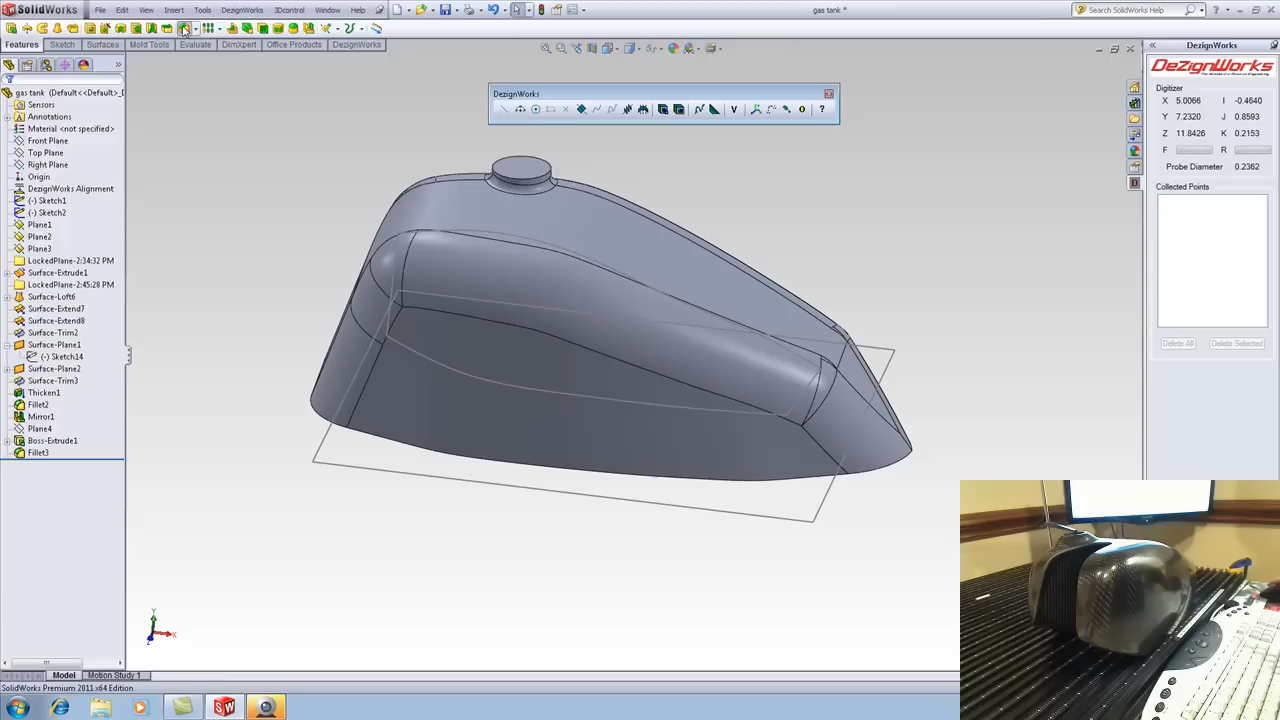 SolidWorks File Edit View Insert Tools DezignWorks 3Dcontrol Window Help gas tank * Search SolidWorks Help
Features Sketch Surfaces Mold Tools Evaluate DimXpert Office Products DezignWorks
gas tank (Default<<Default>_D
Sensors
Annotations
Material <not specified>
Front Plane
Top Plane
Right Plane
Origin
DezignWorks Alignment
(-) Sketch1
(-) Sketch2
Plane1
Plane2
Plane3
LockedPlane-2:34:32 PM
Surface-Extrude1
LockedPlane-2:45:28 PM
Surface-Loft6
Surface-Extend7
Surface-Extend8
Surface-Trim2
Surface-Plane1
(-) Sketch14
Surface-Plane2
Surface-Trim3
Thicken1
Fillet2
Mirror1
Plane4
Boss-Extrude1
Fillet3
DezignWorks
V ?
Y
X
Z
Model Motion Study 1
SolidWorks Premium 2011 x64 Edition
DezignWorks
DezignWorks
Digitizer
X 5.0066 I -0.4640
Y 7.2320 J 0.8593
Z 11.8426 K 0.2153
F R
Probe Diameter 0.2362
Collected Points
Delete All Delete Selected